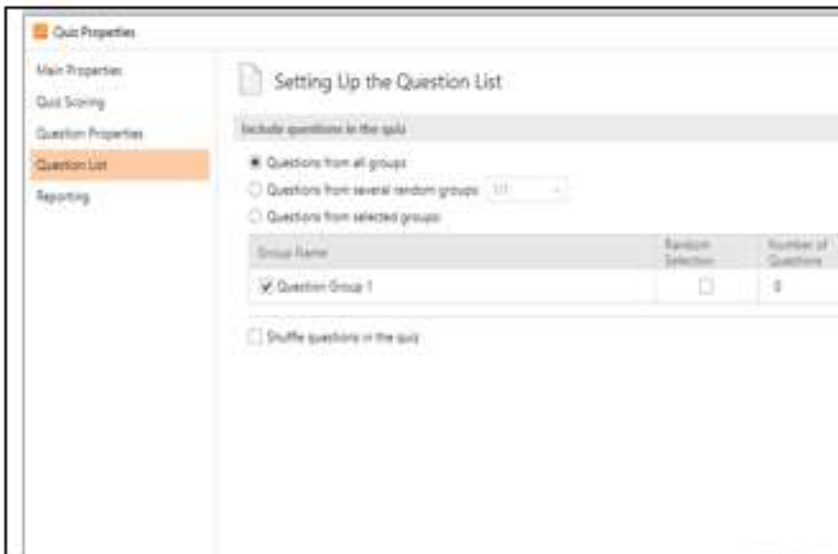 Quiz Properties
Main Properties
Quiz Scoring
Question Properties
Question List
Reporting
Setting Up the Question List
Include questions in the quiz
Questions from all groups
Questions from several random groups: 1/1
Questions from selected groups:
Group Name
Random Selection
Number of Questions
Question Group 1
0
Shuffle questions in the quiz